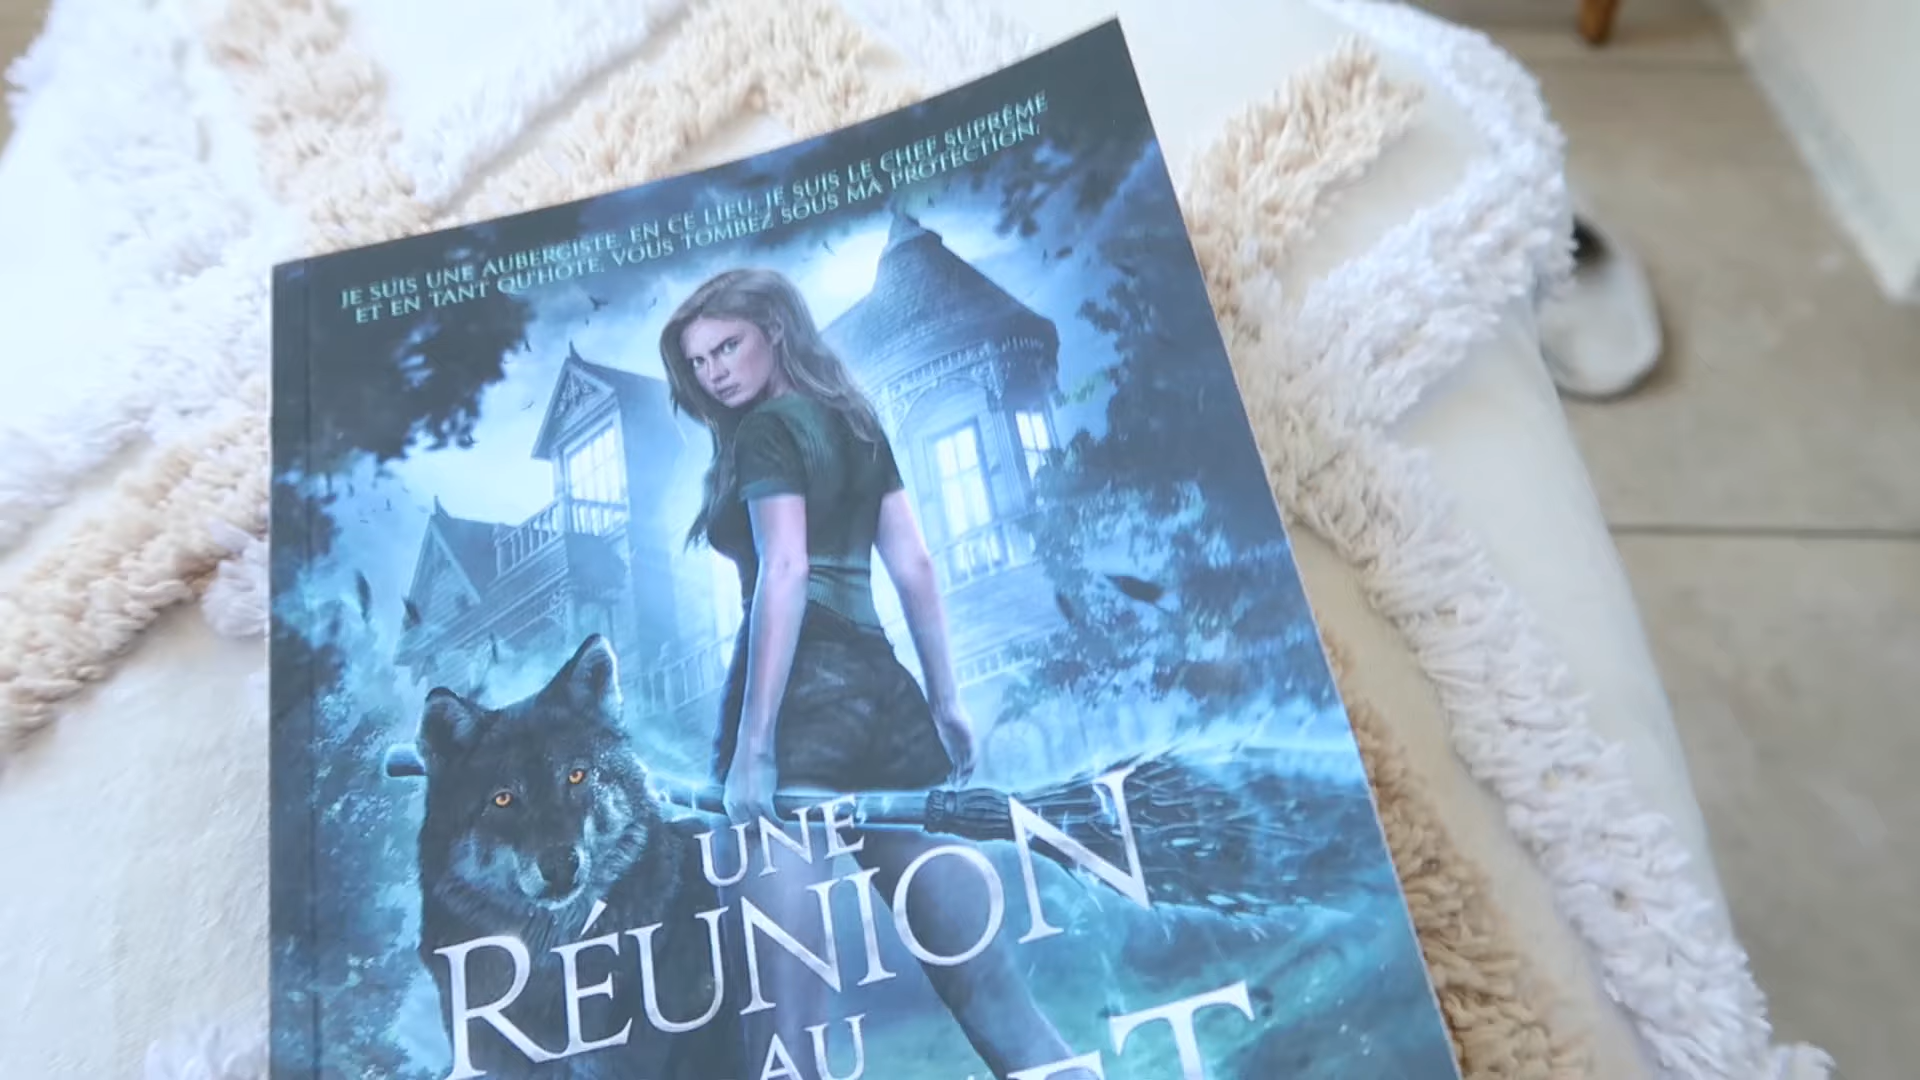 JE SUIS UNE AUBERGISTE. EN CE LIEU, JE SUIS LE CHEF SUPRÊME
ET EN TANT QU'HÔTE, VOUS TOMBEZ SOUS MA PROTECTION.
UNE
RÉUNION
AU